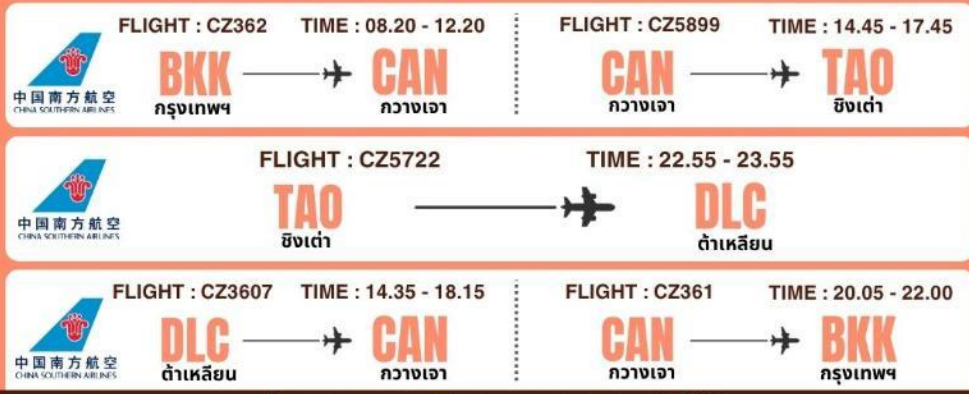 FLIGHT : CZ362 TIME : 08.20 - 12.20
BKK CAN
กรุงเทพฯ กวางเจา
中国南方航空
CHINA SOUTHERN AIRLINES
FLIGHT : CZ5899 TIME : 14.45 - 17.45
CAN TAO
กวางเจา ชิงเต่า
FLIGHT : CZ5722 TIME : 22.55 - 23.55
TAO DLC
ชิงเต่า ต้าเหลียน
中国南方航空
CHINA SOUTHERN AIRLINES
FLIGHT : CZ3607 TIME : 14.35 - 18.15
DLC CAN
ต้าเหลียน กวางเจา
中国南方航空
CHINA SOUTHERN AIRLINES
FLIGHT : CZ361 TIME : 20.05 - 22.00
CAN BKK
กวางเจา กรุงเทพฯ